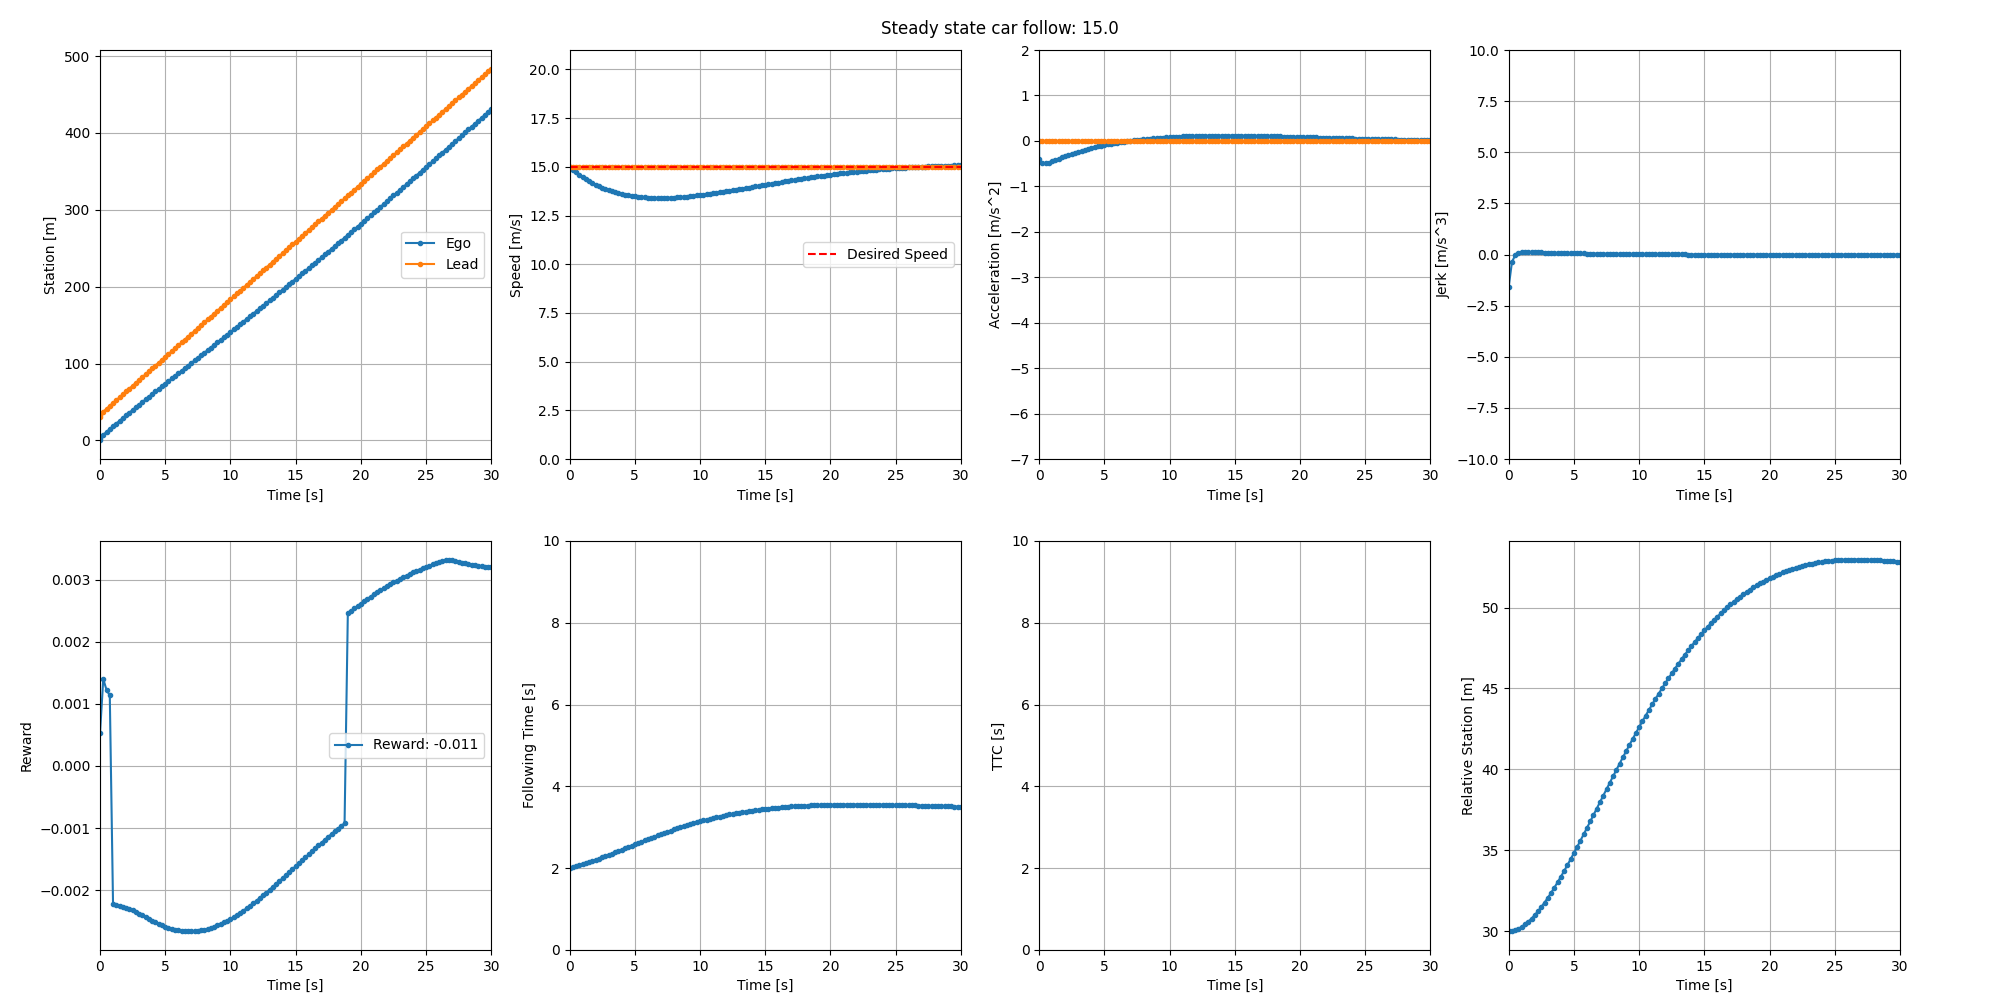 Steady state car follow: 15.0
500
400
300
200
100
0
Station [m]
Ego
Lead
0 5 10 15 20 25 30
Time [s]
20.0
17.5
15.0
12.5
10.0
7.5
5.0
2.5
0.0
Speed [m/s]
Desired Speed
0 5 10 15 20 25 30
Time [s]
2
1
0
−1
−2
−3
−4
−5
−6
−7
Acceleration [m/s^2]
0 5 10 15 20 25 30
Time [s]
10.0
7.5
5.0
2.5
0.0
−2.5
−5.0
−7.5
−10.0
Jerk [m/s^3]
0 5 10 15 20 25 30
Time [s]
0.003
0.002
0.001
0.000
−0.001
−0.002
Reward
Reward: -0.011
0 5 10 15 20 25 30
Time [s]
10
8
6
4
2
0
Following Time [s]
0 5 10 15 20 25 30
Time [s]
10
8
6
4
2
0
TTC [s]
0 5 10 15 20 25 30
Time [s]
50
45
40
35
30
Relative Station [m]
0 5 10 15 20 25 30
Time [s]